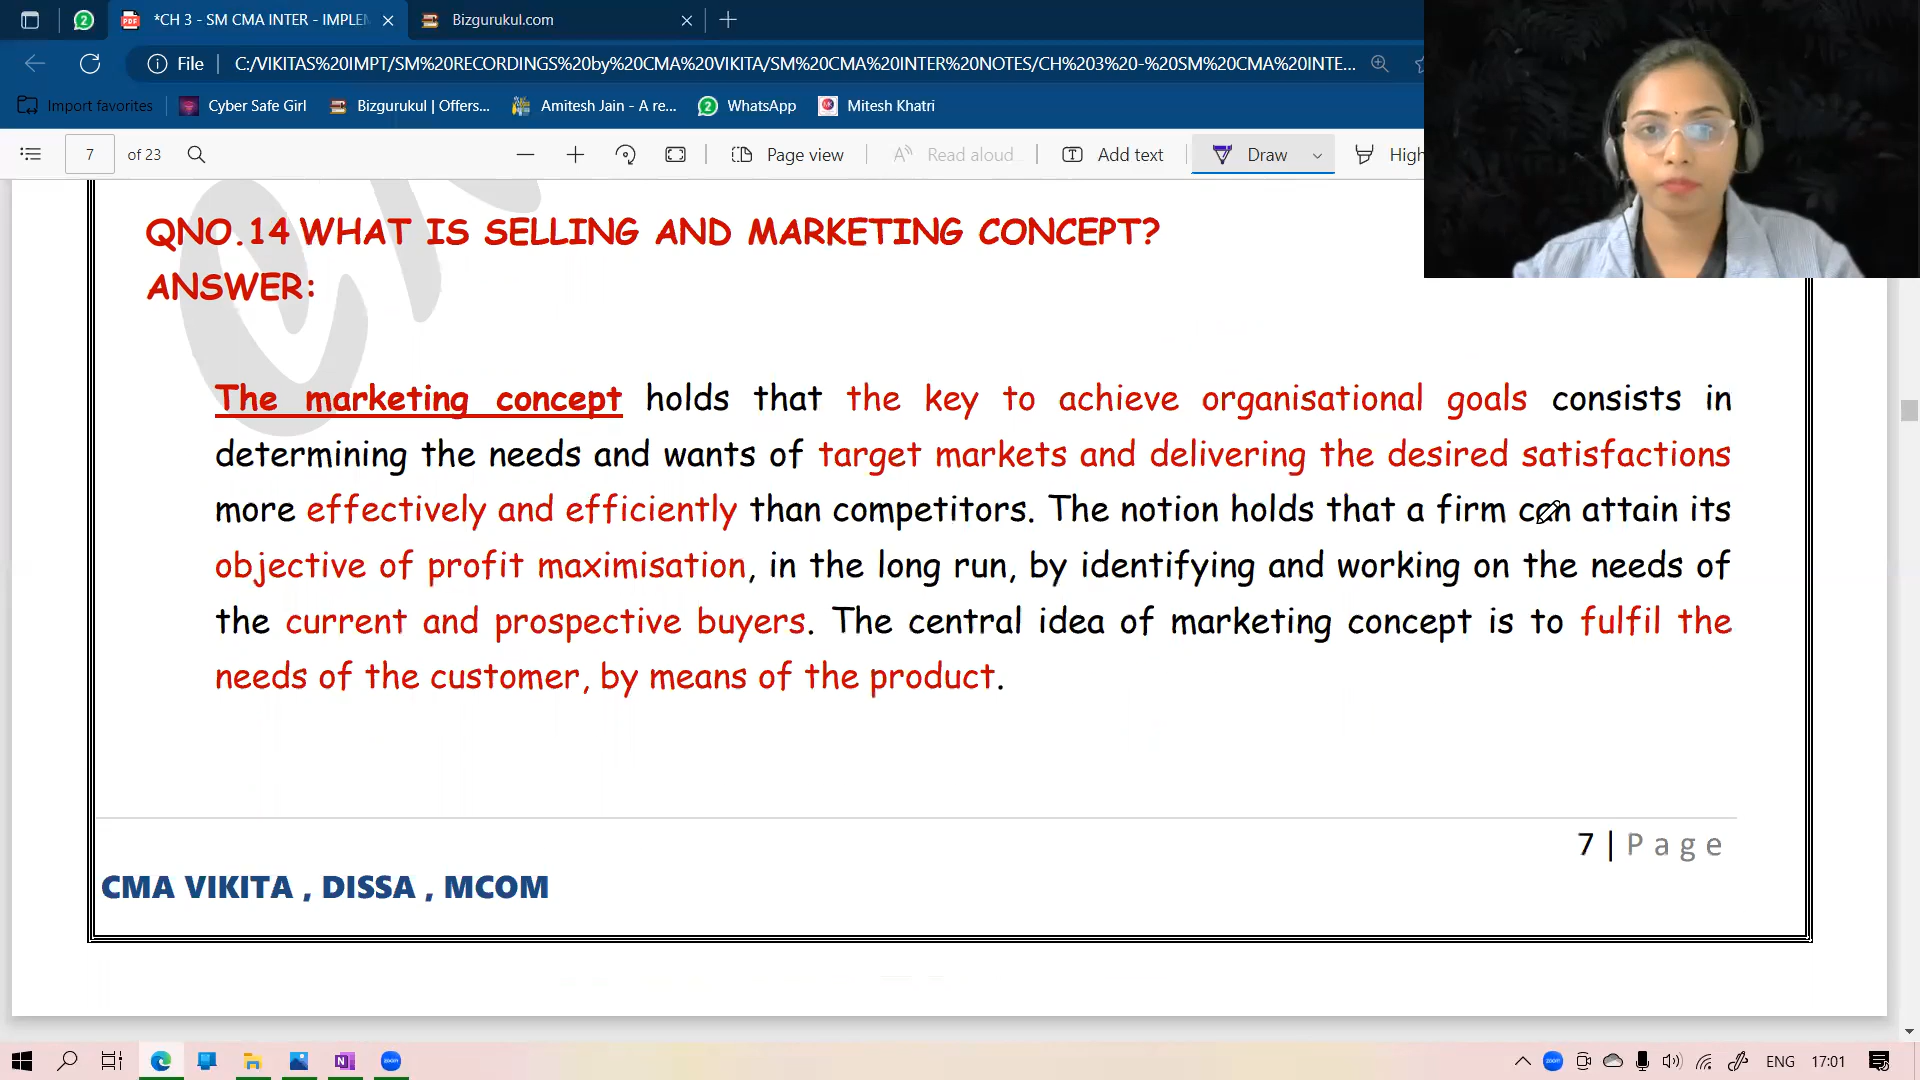 *CH 3 - SM CMA INTER - IMPLE
Bizgurukul.com
File
C:/VIKITAS%20IMPT/SM%20RECORDINGS%20by%20CMA%20VIKITA/SM%20CMA%20INTER%20NOTES/CH%203%20-%20SM%20CMA%20INTE...
Import favorites
Cyber Safe Girl
Bizgurukul | Offers...
Amitesh Jain - A re...
WhatsApp
Mitesh Khatri
7 of 23
Page view
Read aloud
Add text
Draw
High
QNO.14 WHAT IS SELLING AND MARKETING CONCEPT?
ANSWER:
The marketing concept holds that the key to achieve organisational goals consists in
determining the needs and wants of target markets and delivering the desired satisfactions
more effectively and efficiently than competitors. The notion holds that a firm can attain its
objective of profit maximisation, in the long run, by identifying and working on the needs of
the current and prospective buyers. The central idea of marketing concept is to fulfil the
needs of the customer, by means of the product.
7 | Page
CMA VIKITA , DISSA , MCOM
ENG
17:01